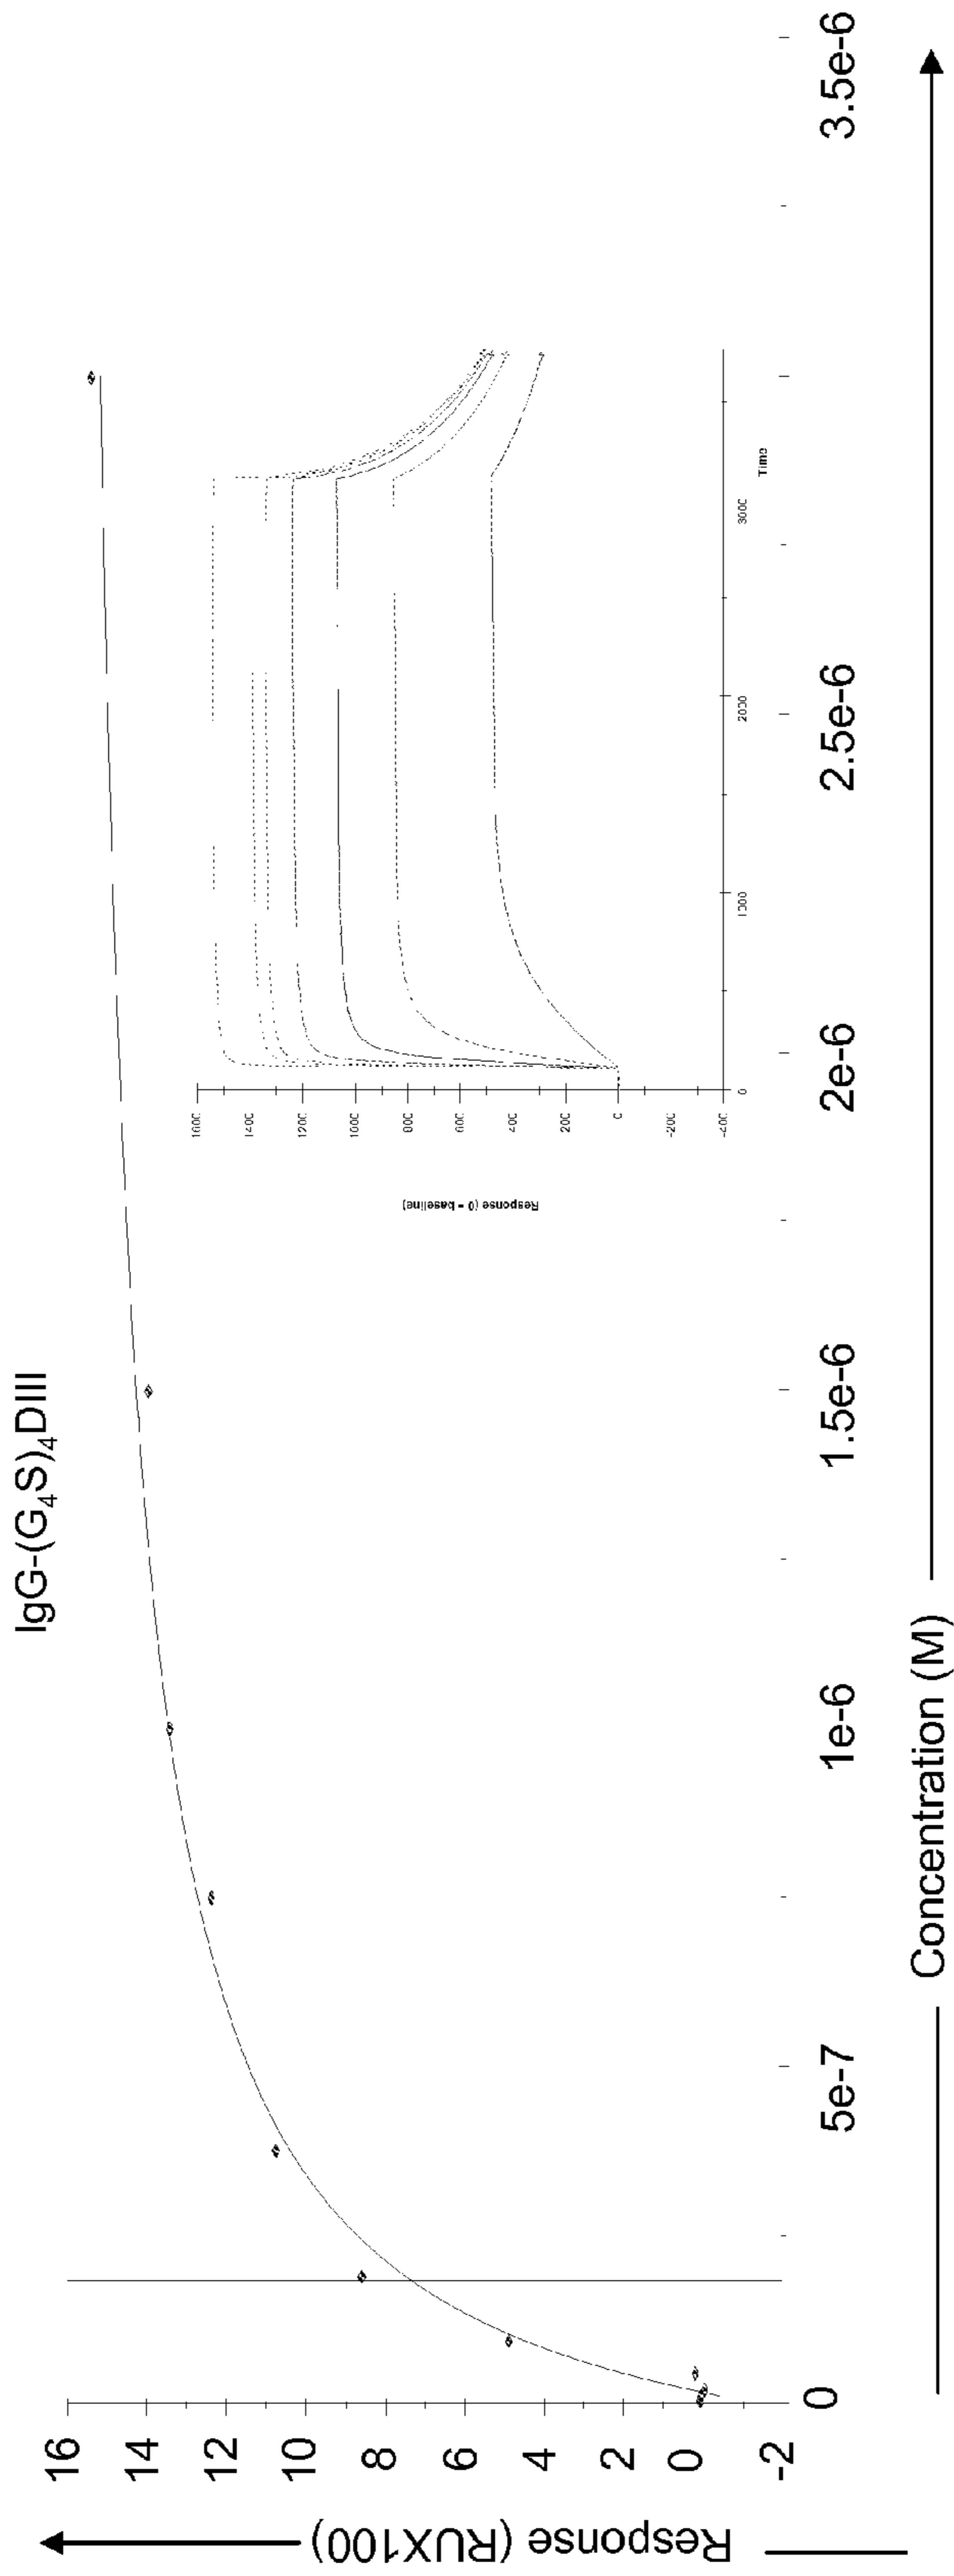 IgG-(G4S)4DIII
Response (RUX100)
16
14
12
10
8
6
4
2
0
-2
0
5e-7
1e-6
1.5e-6
2e-6
2.5e-6
3.5e-6
Concentration (M)
Response (0 = baseline)
1600
1400
1200
1000
800
600
400
200
0
-200
-400
0
1000
2000
3000
Time